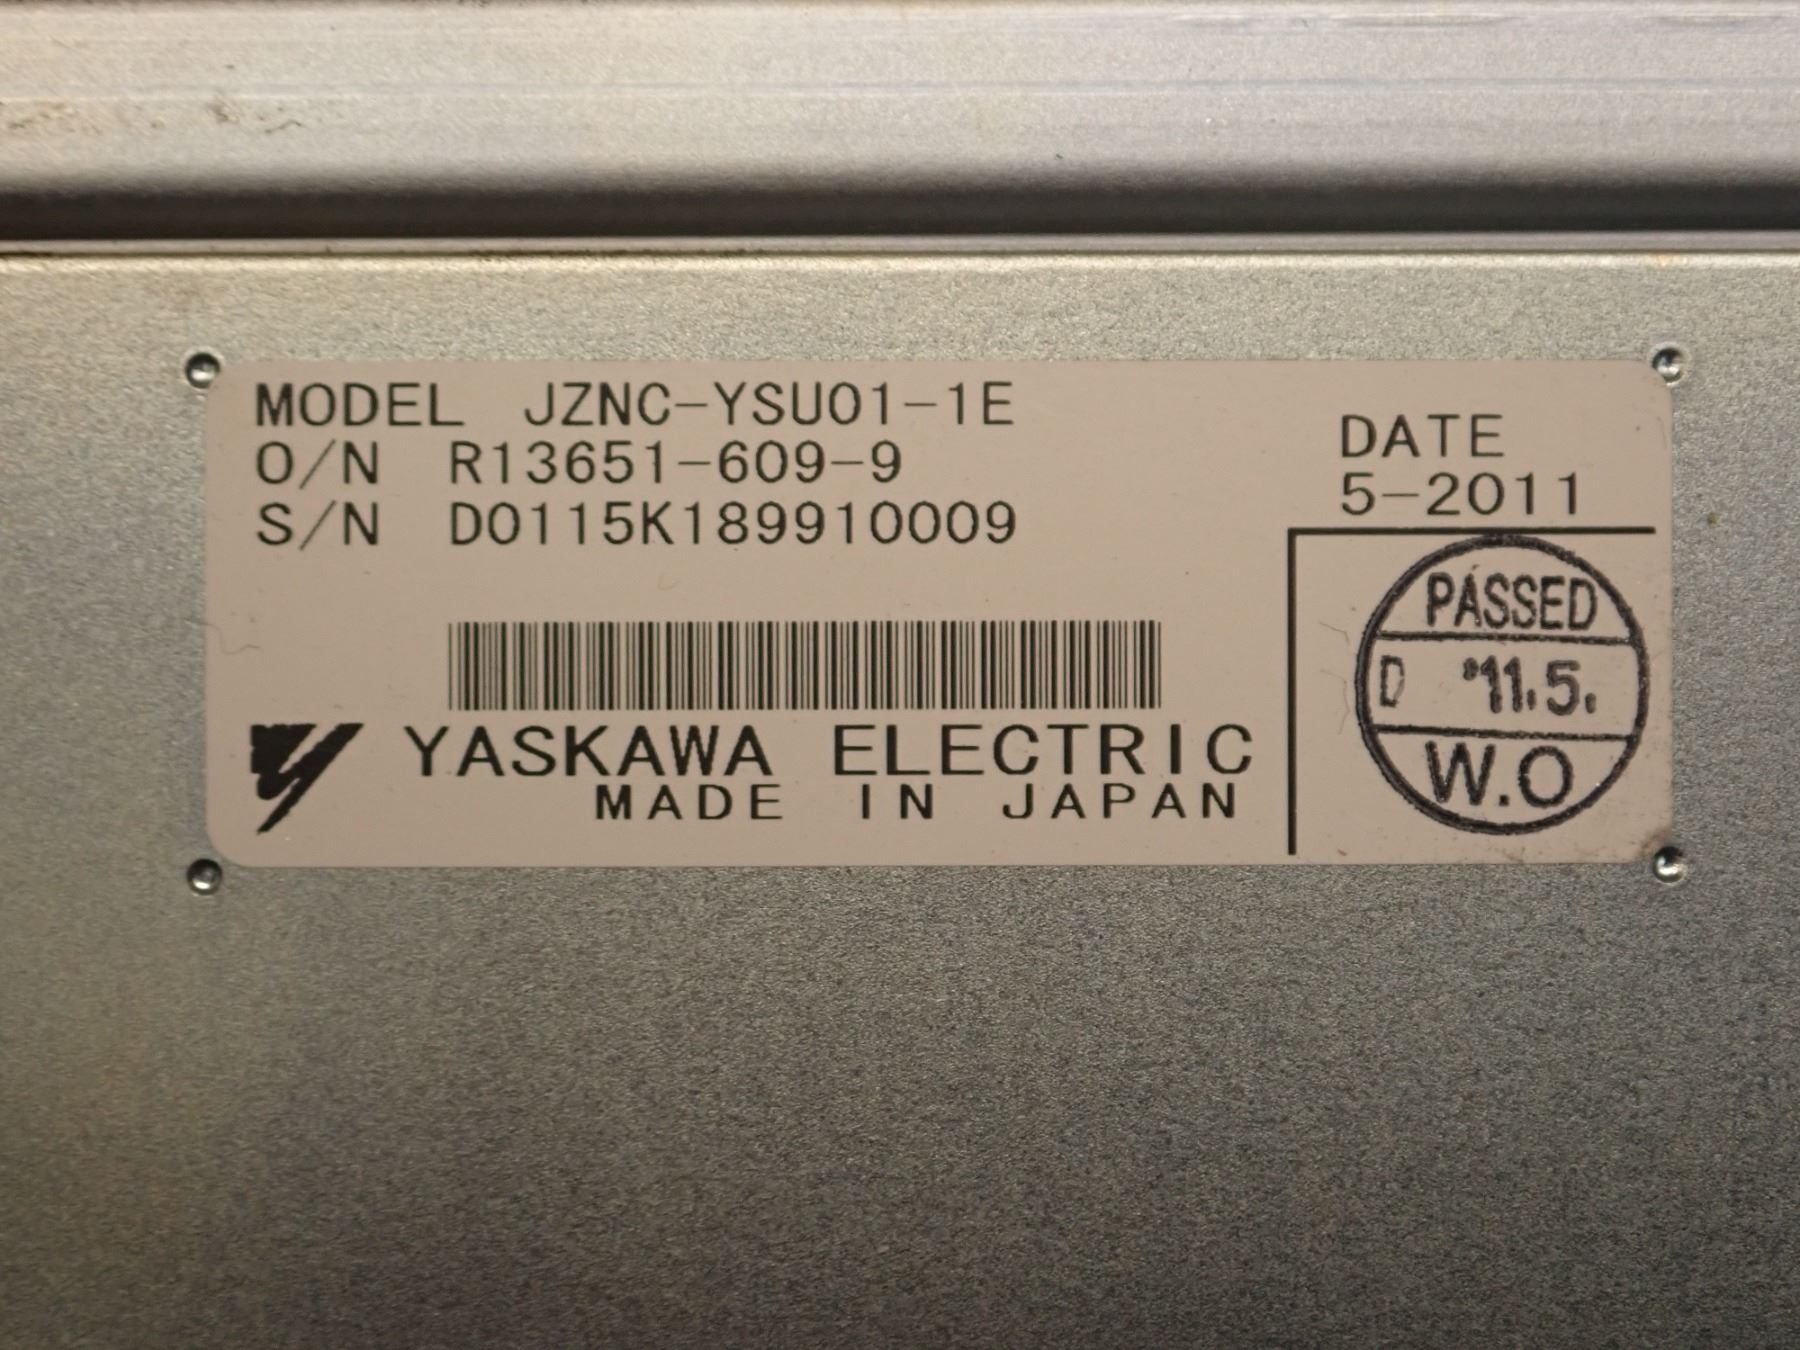 MODEL JZNC-YSU01-1E
O/N R13651-609-9
S/N D0115K189910009
DATE
5-2011
PASSED
D '11.5.
W.O
YASKAWA ELECTRIC
MADE IN JAPAN